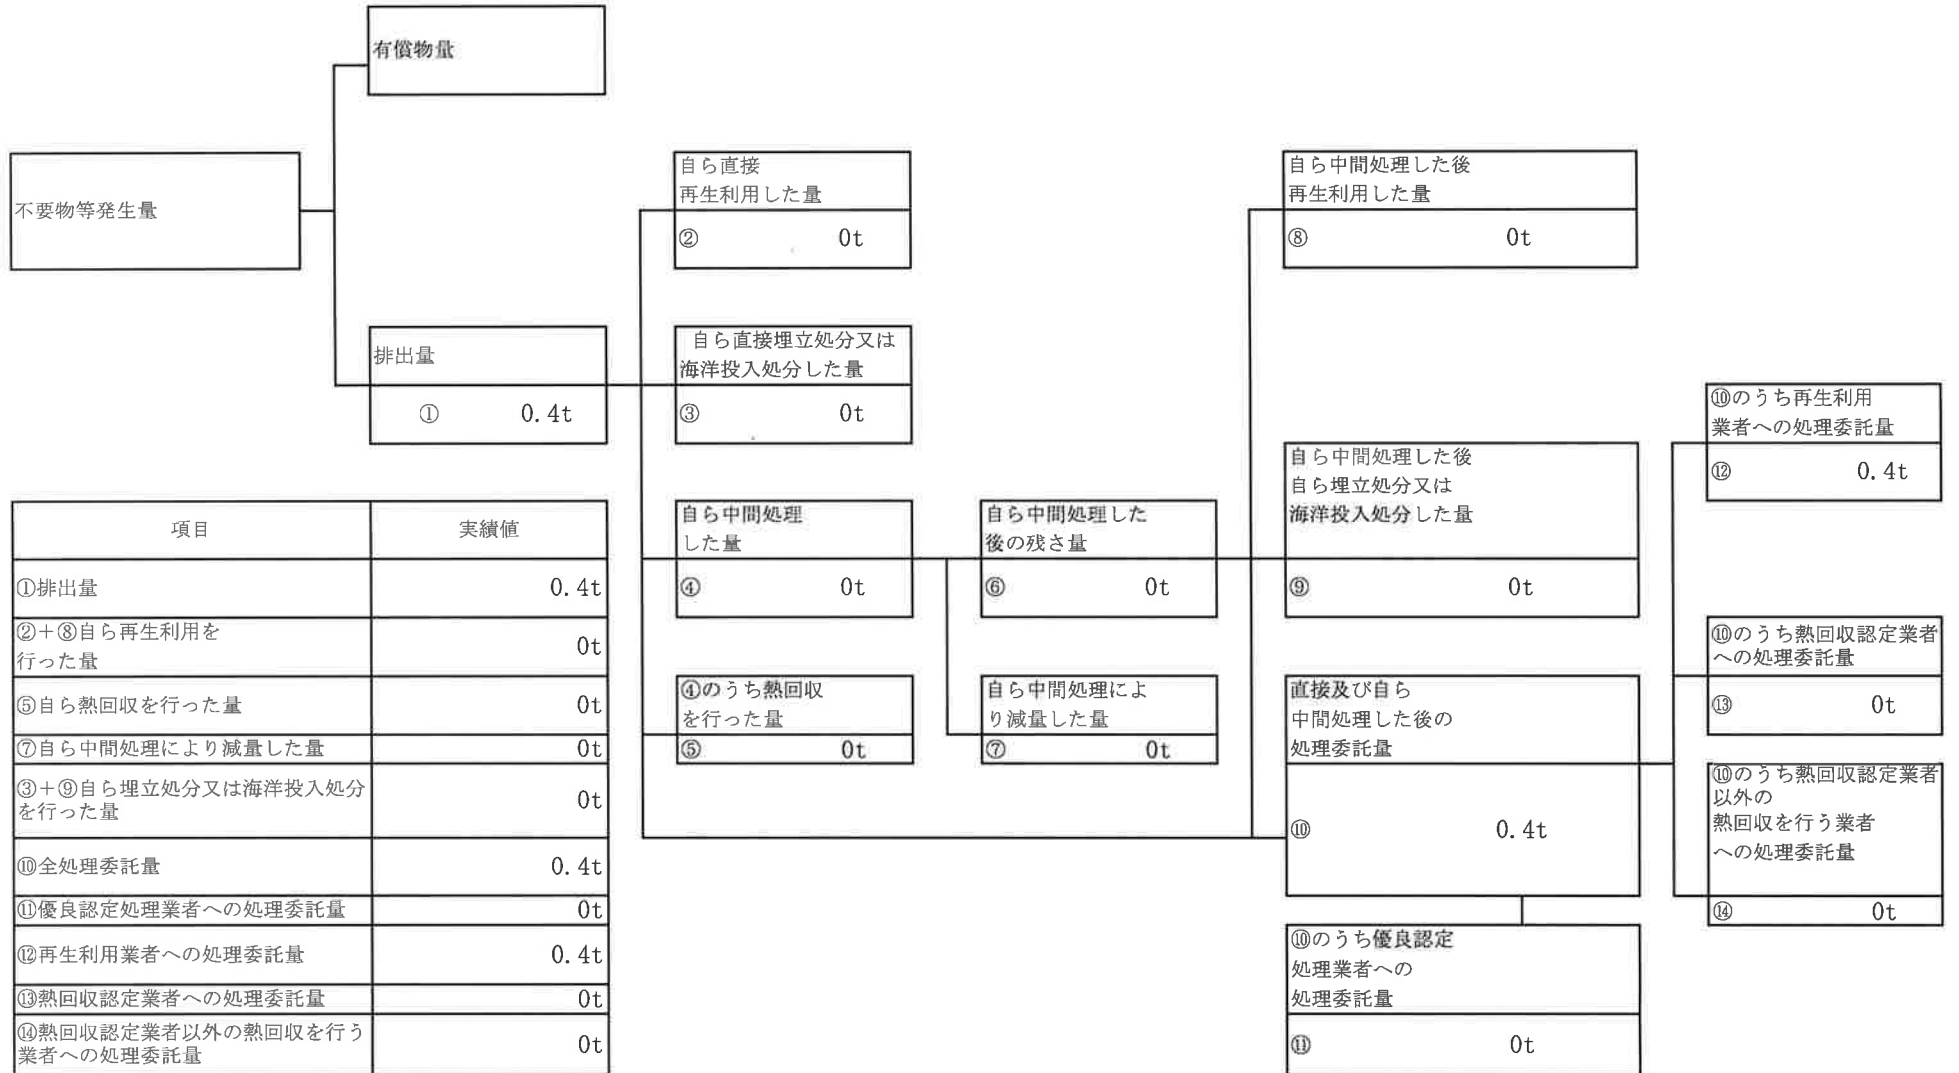 有償物量
不要物等発生量
排出量
① 0.4t
自ら直接
再生利用した量
② 0t
自ら直接埋立処分又は
海洋投入処分した量
③ 0t
自ら中間処理
した量
④ 0t
④のうち熱回収
を行った量
⑤ 0t
自ら中間処理した
後の残さ量
⑥ 0t
自ら中間処理によ
り減量した量
⑦ 0t
自ら中間処理した後
再生利用した量
⑧ 0t
自ら中間処理した後
自ら埋立処分又は
海洋投入処分した量
⑨ 0t
直接及び自ら
中間処理した後の
処理委託量
⑩ 0.4t
⑩のうち優良認定
処理業者への
処理委託量
⑪ 0t
⑩のうち再生利用
業者への処理委託量
⑫ 0.4t
⑩のうち熱回収認定業者
への処理委託量
⑬ 0t
⑩のうち熱回収認定業者
以外の
熱回収を行う業者
への処理委託量
⑭ 0t
項目 実績値
①排出量 0.4t
②+⑧自ら再生利用を
行った量 0t
⑤自ら熱回収を行った量 0t
⑦自ら中間処理により減量した量 0t
③+⑨自ら埋立処分又は海洋投入処分
を行った量 0t
⑩全処理委託量 0.4t
⑪優良認定処理業者への処理委託量 0t
⑫再生利用業者への処理委託量 0.4t
⑬熱回収認定業者への処理委託量 0t
⑭熱回収認定業者以外の熱回収を行う
業者への処理委託量 0t